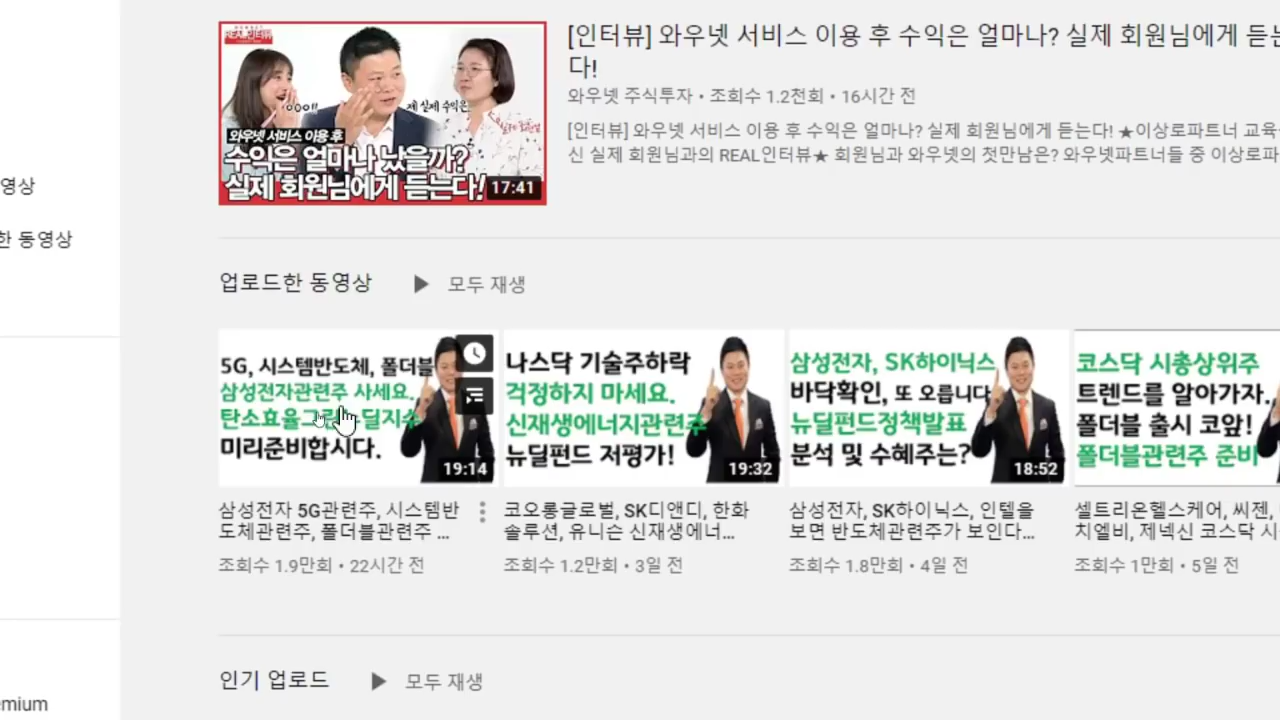 [인터뷰] 와우넷 서비스 이용 후 수익은 얼마나? 실제 회원님에게 듣는
다!
와우넷 주식투자 • 조회수 1.2천회 • 16시간 전
[인터뷰] 와우넷 서비스 이용 후 수익은 얼마나? 실제 회원님에게 듣는다! ★이상로파트너 교육
신 실제 회원님과의 REAL인터뷰★ 회원님과 와우넷의 첫만남은? 와우넷파트너들 중 이상로파
REAL인터뷰
제 실제 수익은
와우넷 서비스 이용 후
수익은 얼마나 났을까?
실제 회원님에게 듣는다!
17:41
영상
한 동영상
업로드한 동영상
모두 재생
5G, 시스템반도체, 폴더블
삼성전자관련주 사세요.
탄소효율그린뉴딜지수
미리준비합시다.
19:14
나스닥 기술주하락
걱정하지 마세요.
신재생에너지관련주
뉴딜펀드 저평가!
19:32
삼성전자, SK하이닉스
바닥확인, 또 오릅니다
뉴딜펀드정책발표
분석 및 수혜주는?
18:52
코스닥 시총상위주
트렌드를 알아가자.
폴더블 출시 코앞!
폴더블관련주 준비
삼성전자 5G관련주, 시스템반
도체관련주, 폴더블관련주 ...
조회수 1.9만회 • 22시간 전
코오롱글로벌, SK디앤디, 한화
솔루션, 유니슨 신재생에너...
조회수 1.2만회 • 3일 전
삼성전자, SK하이닉스, 인텔을
보면 반도체관련주가 보인다...
조회수 1.8만회 • 4일 전
셀트리온헬스케어, 씨젠,
치엘비, 제넥신 코스닥 시
조회수 1만회 • 5일 전
인기 업로드
모두 재생
emium